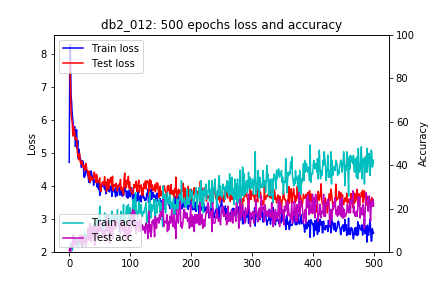 db2_012: 500 epochs loss and accuracy
Train loss
Test loss
Train acc
Test acc
Loss
Accuracy
8
7
6
5
4
3
2
100
80
60
40
20
0
0
100
200
300
400
500